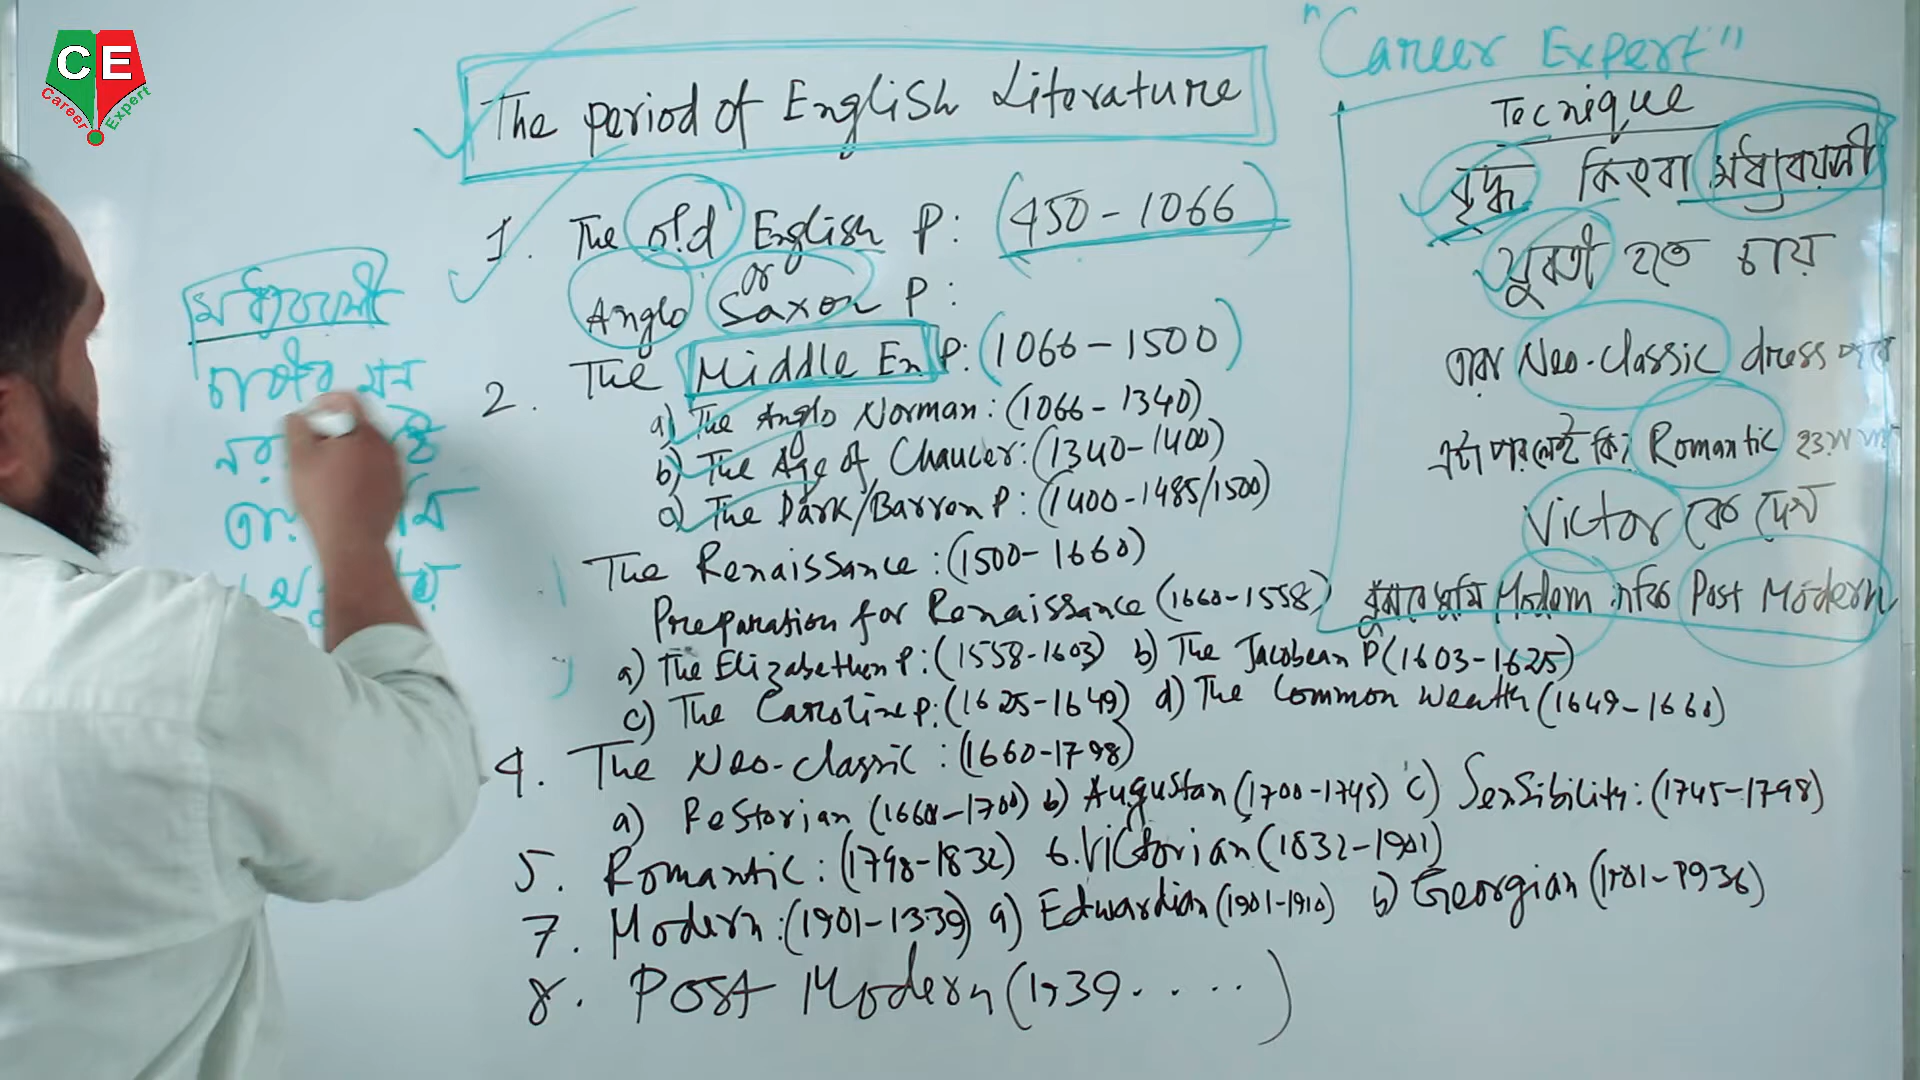 CE
Career Expert
"Career Expert"
The period of English Literature
1. The old English P: (450-1066)
or
Anglo Saxon P:
2. The Middle En P: (1066-1500)
a) The Anglo Norman: (1066-1340)
b) The Age of Chaucer: (1340-1400)
The Dark/Barren P: (1400-1485/1500)
The Renaissance: (1500-1660)
Preparation for Renaissance (1660-1558)
a) The Elizabethen P: (1558-1603) b) The Jacobean P (1603-1625)
c) The Caroline P: (1625-1649) d) The Common Wealth (1649-1660)
4. The Neo-classic: (1660-1798)
a) Restorian (1660-1700) b) Augustan (1700-1745) c) Sensibility: (1745-1798)
5. Romantic: (1798-1832) 6. Victorian (1832-1901)
7. Modern: (1901-1339) a) Edwardian (1901-1910) b) Georgian (1901-1936)
8. Post Modern (1939.....)
Tecnique
বৃদ্ধ কিংবা মধ্যবয়সী
যুবতী হতে চায়
তার Neo-classic dress
Romantic
Victor কে দেখ
Modern নাকি Post Modern
মধ্যবয়সী